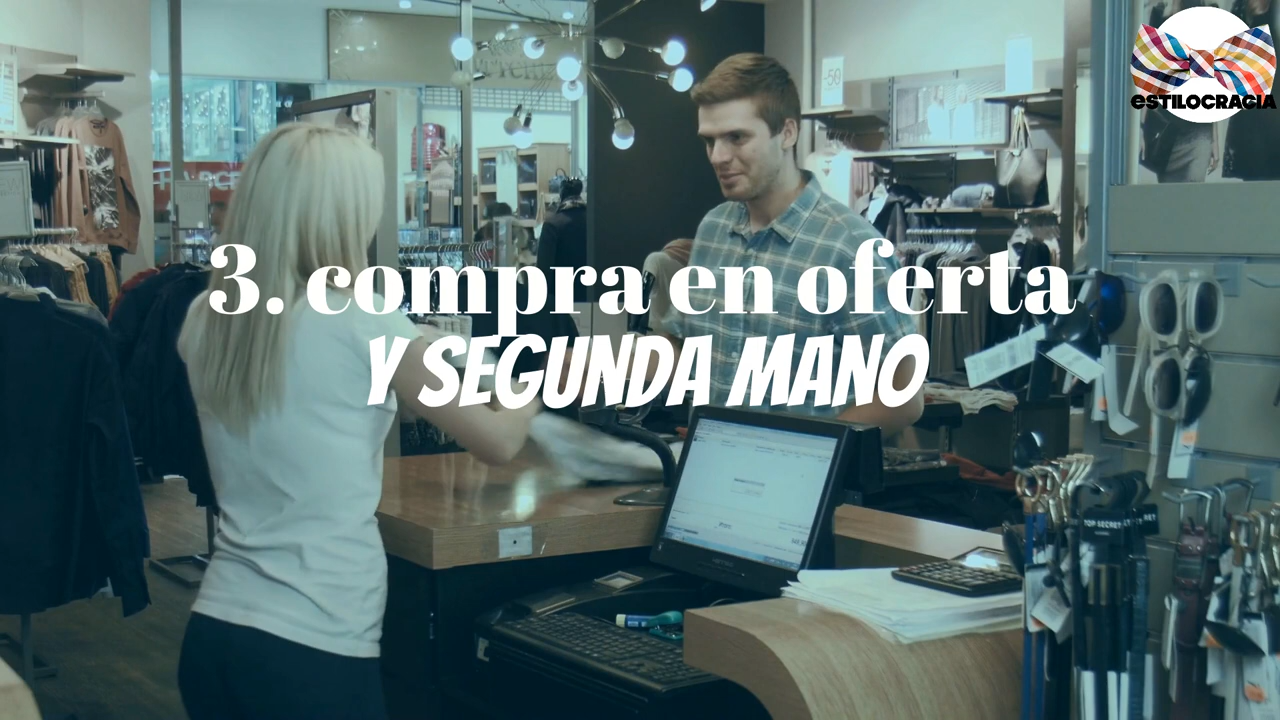 eSTILOCRACIA
-50
3. compra en oferta
Y SEGUNDA MANO
TOP SECRET